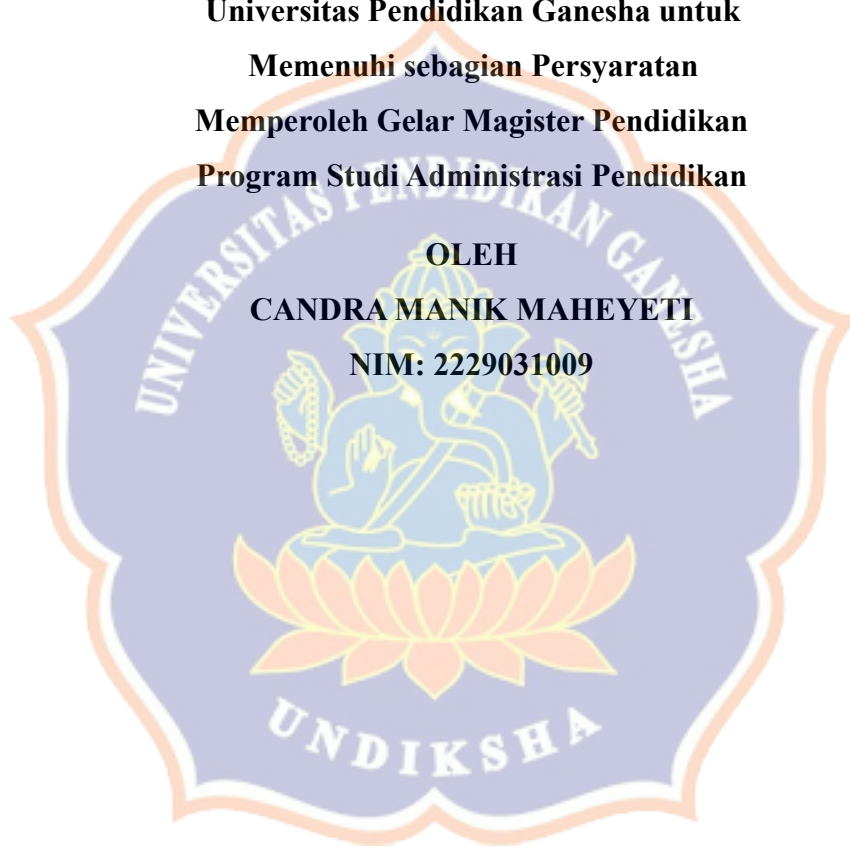 Universitas Pendidikan Ganesha untuk
Memenuhi sebagian Persyaratan
Memperoleh Gelar Magister Pendidikan
Program Studi Administrasi Pendidikan
UNIVERSITAS PENDIDIKAN GANESHA
OLEH
CANDRA MANIK MAHEYETI
NIM: 2229031009
UNDIKSHA